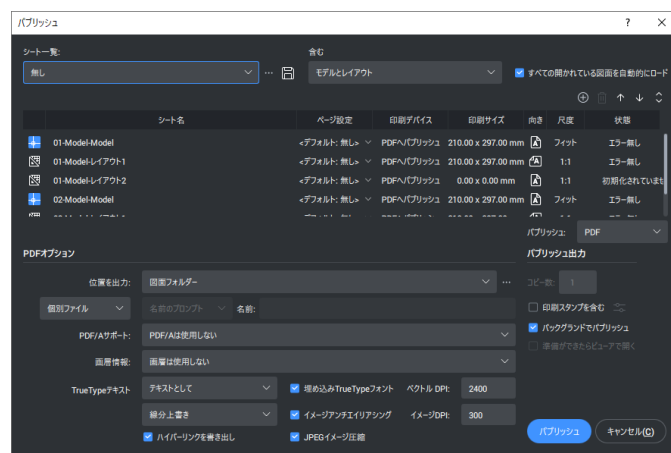 パブリッシュ ? ×
シート一覧: 含む
無し ... モデルとレイアウト すべての開かれている図面を自動的にロード
シート名 ページ設定 印刷デバイス 印刷サイズ 向き 尺度 状態
01-Model-Model <デフォルト: 無し> PDFへパブリッシュ 210.00 x 297.00 mm A フィット エラー無し
01-Model-レイアウト1 <デフォルト: 無し> PDFへパブリッシュ 210.00 x 297.00 mm A 1:1 エラー無し
01-Model-レイアウト2 <デフォルト: 無し> PDFへパブリッシュ 0.00 x 0.00 mm A 1:1 初期化されていませ
02-Model-Model <デフォルト: 無し> PDFへパブリッシュ 210.00 x 297.00 mm A フィット エラー無し
パブリッシュ: PDF
PDFオプション パブリッシュ出力
位置を出力: 図面フォルダー ... コピー数: 1
個別ファイル 名前のプロンプト 名前: 印刷スタンプを含む
PDF/Aサポート: PDF/Aは使用しない バックグランドでパブリッシュ
準備ができたらビューアで開く
画層情報: 画層は使用しない
TrueTypeテキスト テキストとして 埋め込みTrueTypeフォント ベクトル DPI: 2400
線分上書き イメージアンチエイリアシング イメージDPI: 300
ハイパーリンクを書き出し JPEGイメージ圧縮 パブリッシュ キャンセル(C)